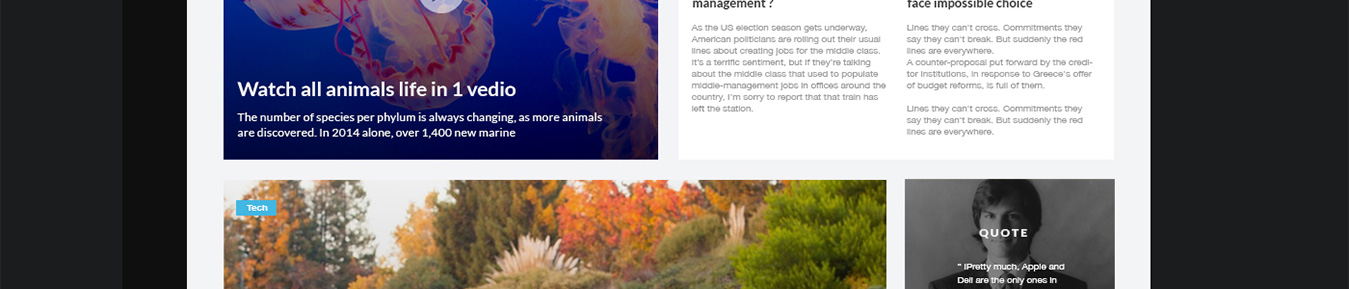 management ?
face impossible choice
As the US election season gets underway,
American politicians are rolling out their usual
lines about creating jobs for the middle class.
It's a terrific sentiment, but if they're talking
about the middle class that used to populate
middle-management jobs in offices around the
country, I'm sorry to report that that train has
left the station.
Lines they can't cross. Commitments they
say they can't break. But suddenly the red
lines are everywhere.
A counter-proposal put forward by the credi-
tor institutions, in response to Greece's offer
of budget reforms, is full of them.
Lines they can't cross. Commitments they
say they can't break. But suddenly the red
lines are everywhere.
Watch all animals life in 1 vedio
The number of species per phylum is always changing, as more animals
are discovered. In 2014 alone, over 1,400 new marine
Tech
QUOTE
" IPretty much, Apple and
Dell are the only ones in